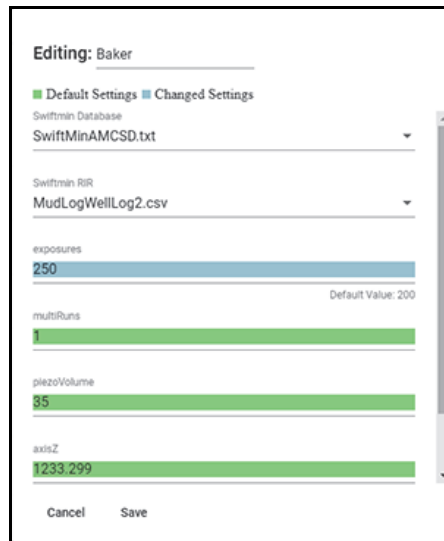 Editing: Baker
Default Settings Changed Settings
Swiftmin Database
SwiftMinAMCSD.txt
Swiftmin RIR
MudLogWellLog2.csv
exposures
250
Default Value: 200
multiRuns
1
piezoVolume
35
axisZ
1233.299
Cancel Save